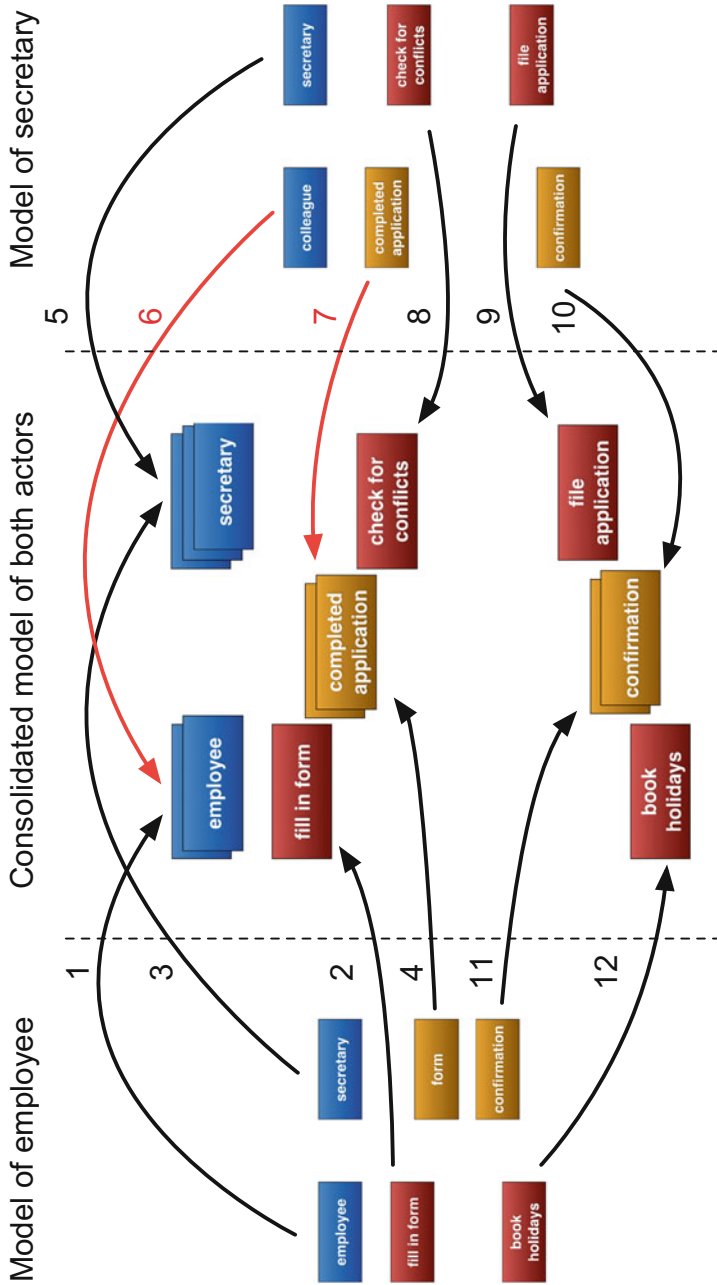 Model of employee
Consolidated model of both actors
Model of secretary
1
3
2
4
11
12
5
6
7
8
9
10
employee
secretary
fill in form
form
confirmation
book
holidays
employee
secretary
fill in form
completed
application
check for
conflicts
file
application
confirmation
book
holidays
colleague
secretary
completed
application
check for
conflicts
file
application
confirmation